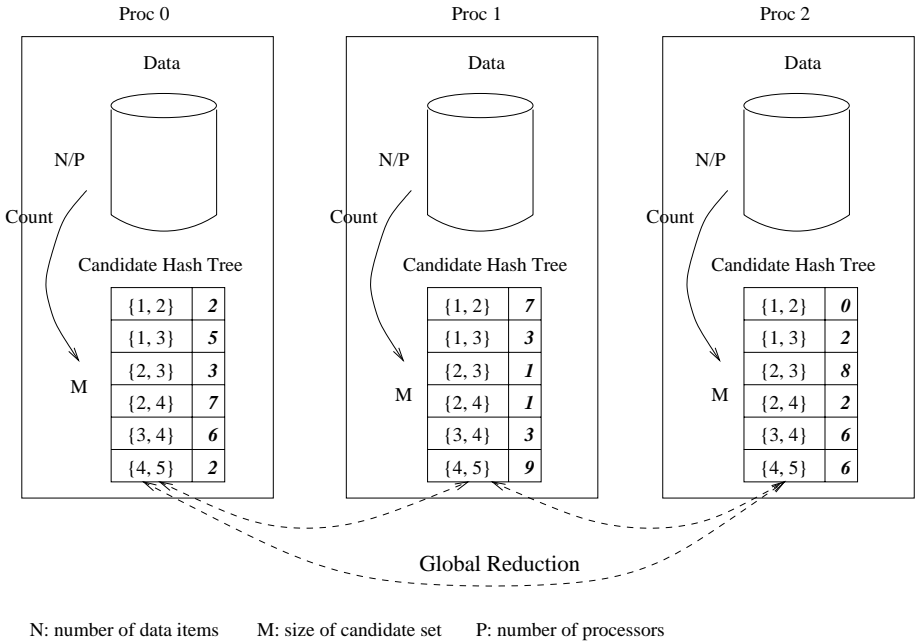 Proc 0
Proc 1
Proc 2
Data
Data
Data
N/P
N/P
N/P
Count
Count
Count
Candidate Hash Tree
{1, 2} 2
{1, 3} 5
{2, 3} 3
{2, 4} 7
{3, 4} 6
{4, 5} 2
M
Candidate Hash Tree
{1, 2} 7
{1, 3} 3
{2, 3} 1
{2, 4} 1
{3, 4} 3
{4, 5} 9
M
Candidate Hash Tree
{1, 2} 0
{1, 3} 2
{2, 3} 8
{2, 4} 2
{3, 4} 6
{4, 5} 6
M
Global Reduction
N: number of data items M: size of candidate set P: number of processors